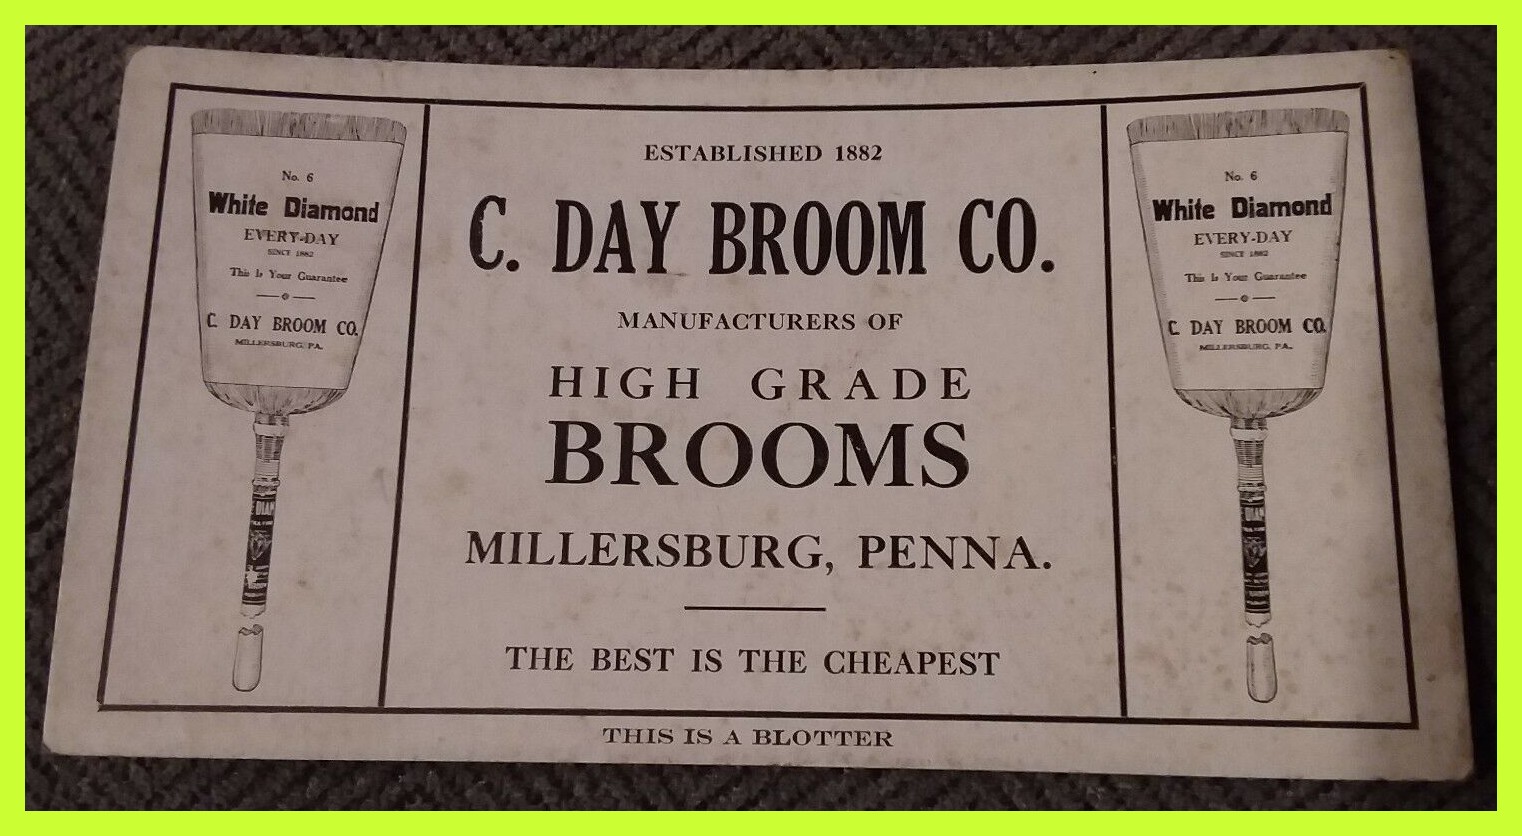 No. 6
White Diamond
EVERY-DAY
SINCE 1882
This Is Your Guarantee
C. DAY BROOM CO.
MILLERSBURG, PA.
DIAM
ESTABLISHED 1882
C. DAY BROOM CO.
MANUFACTURERS OF
HIGH GRADE
BROOMS
MILLERSBURG, PENNA.
THE BEST IS THE CHEAPEST
No. 6
White Diamond
EVERY-DAY
SINCE 1882
This Is Your Guarantee
C. DAY BROOM CO.
MILLERSBURG, PA.
DIAM
THIS IS A BLOTTER